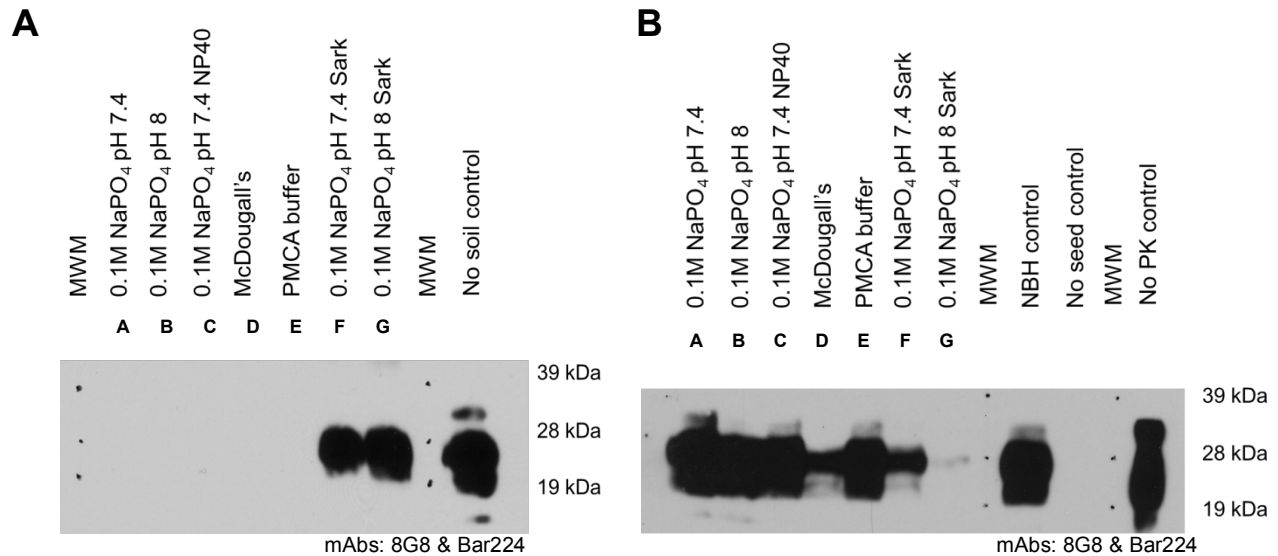 A
MWM
0.1M NaPO4 pH 7.4
0.1M NaPO4 pH 8
0.1M NaPO4 pH 7.4 NP40
McDougall's
PMCA buffer
0.1M NaPO4 pH 7.4 Sark
0.1M NaPO4 pH 8 Sark
MWM
No soil control
A B C D E F G
39 kDa
28 kDa
19 kDa
mAbs: 8G8 & Bar224
B
0.1M NaPO4 pH 7.4
0.1M NaPO4 pH 8
0.1M NaPO4 pH 7.4 NP40
McDougall's
PMCA buffer
0.1M NaPO4 pH 7.4 Sark
0.1M NaPO4 pH 8 Sark
MWM
NBH control
No seed control
MWM
No PK control
A B C D E F G
39 kDa
28 kDa
19 kDa
mAbs: 8G8 & Bar224